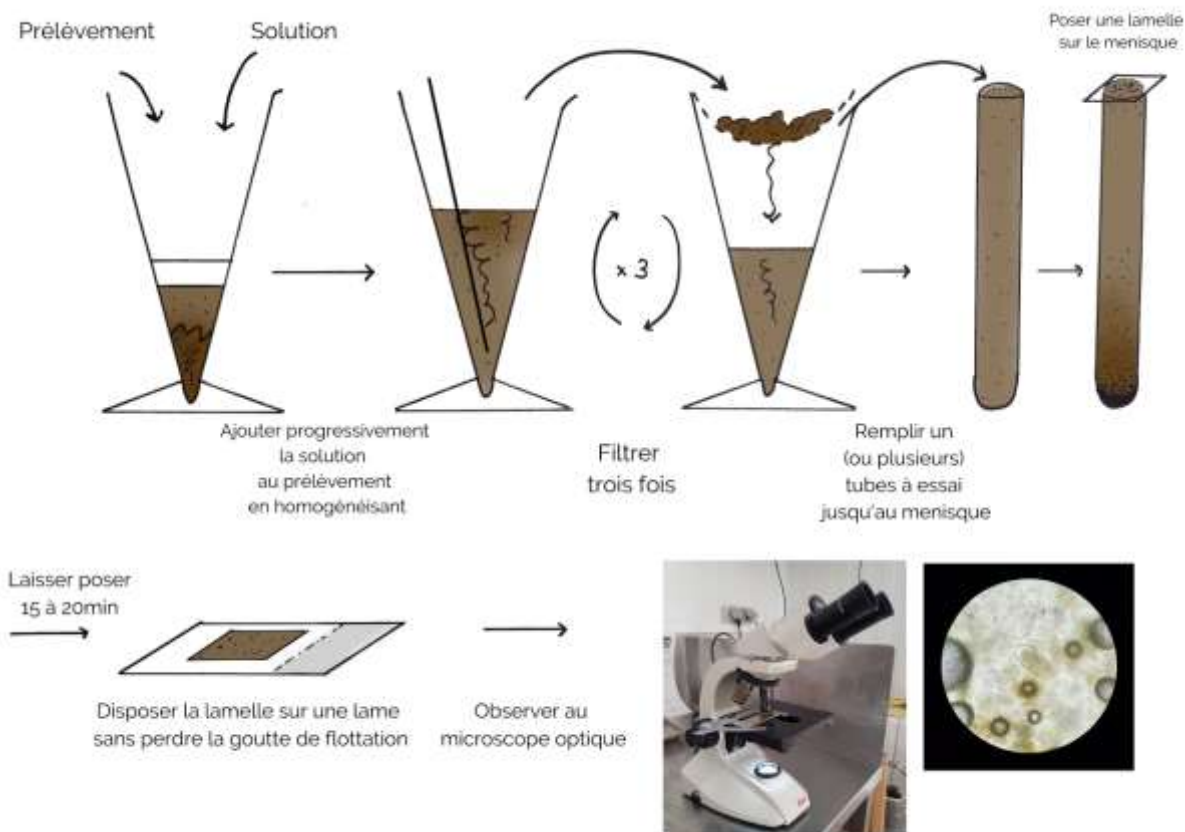 Prélèvement
Solution
Poser une lamelle
sur le menisque
x 3
Ajouter progressivement
la solution
au prélèvement
en homogénéisant
Filtrer
trois fois
Remplir un
(ou plusieurs)
tubes à essai
jusqu'au menisque
Laisser poser
15 à 20min
Disposer la lamelle sur une lame
sans perdre la goutte de flottation
Observer au
microscope optique